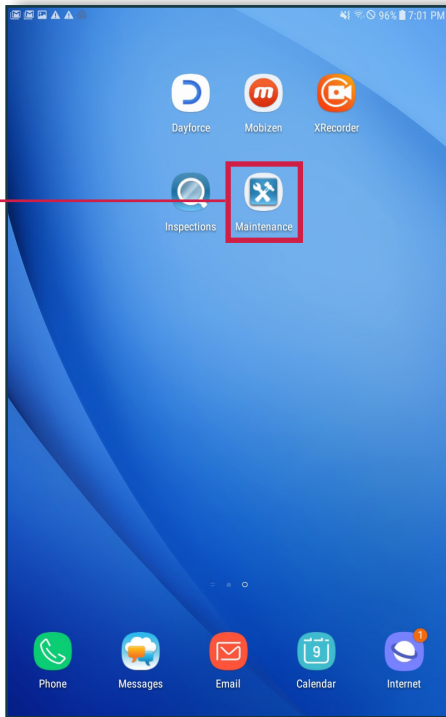 96% 7:01 PM
Dayforce Mobizen XRecorder
Inspections Maintenance
9
1
Phone Messages Email Calendar Internet